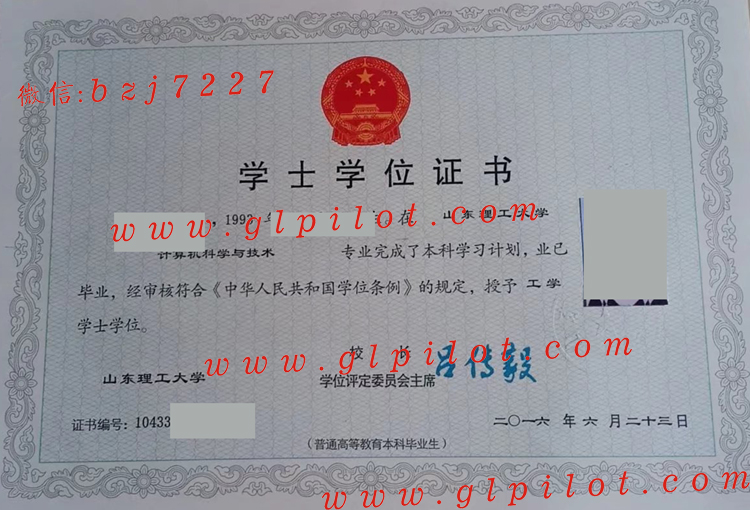 微信:bzj7227
学士学位证书
，1993 年 生。在 山东理工大学
www.glpilot.com
计算机科学与技术 专业完成了本科学习计划，业已
毕业，经审核符合《中华人民共和国学位条例》的规定，授予 工学
学士学位。
www.glpilot.com
校 长
山东理工大学 学位评定委员会主席 吕传毅
证书编号：10433 二〇一六 年 六 月 二十三日
（普通高等教育本科毕业生）
www.glpilot.com